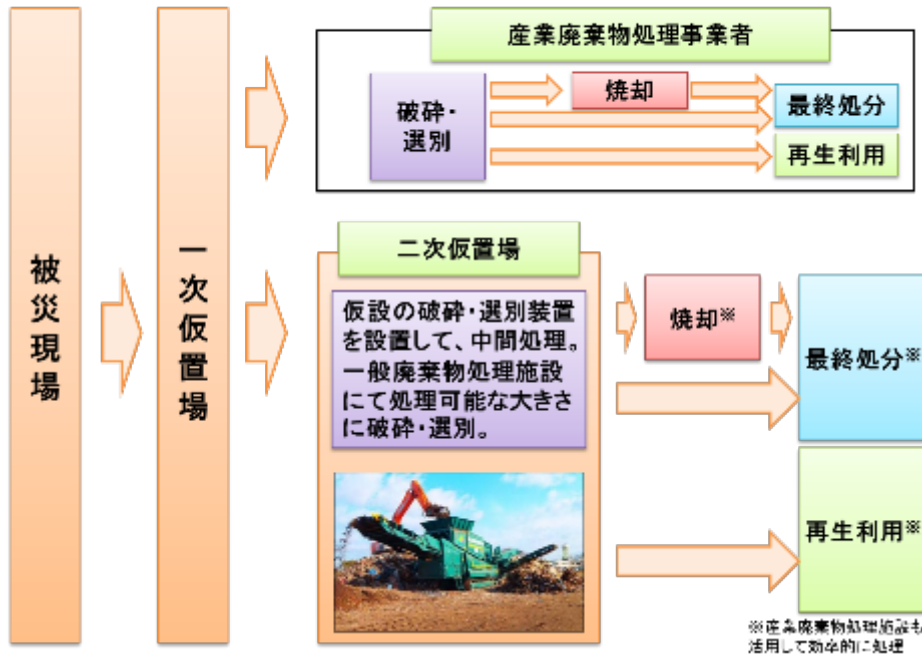 被災現場
一次仮置場
産業廃棄物処理事業者
破砕・
選別
焼却
最終処分
再生利用
二次仮置場
仮設の破砕・選別装置
を設置して、中間処理。
一般廃棄物処理施設
にて処理可能な大きさ
に破砕・選別。
焼却※
最終処分※
再生利用※
※産業廃棄物処理施設も
活用して効率的に処理